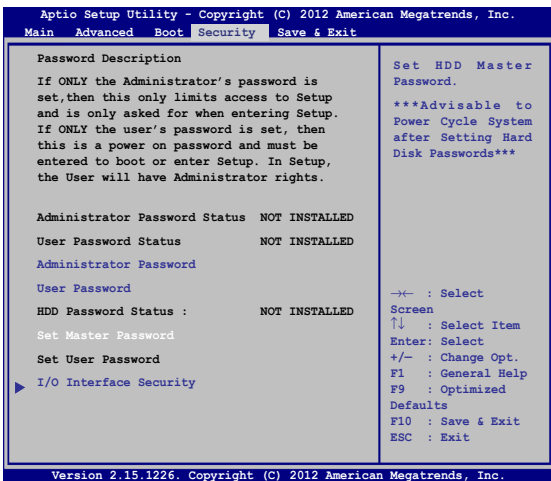 Aptio Setup Utility - Copyright (C) 2012 American Megatrends, Inc.
Main Advanced Boot Security Save & Exit
Password Description
If ONLY the Administrator's password is
set,then this only limits access to Setup
and is only asked for when entering Setup.
If ONLY the user's password is set, then
this is a power on password and must be
entered to boot or enter Setup. In Setup,
the User will have Administrator rights.
Administrator Password Status NOT INSTALLED
User Password Status NOT INSTALLED
Administrator Password
User Password
HDD Password Status : NOT INSTALLED
Set Master Password
Set User Password
I/O Interface Security
Set HDD Master
Password.
***Advisable to
Power Cycle System
after Setting Hard
Disk Passwords***
→← : Select
Screen
↑↓ : Select Item
Enter: Select
+/— : Change Opt.
F1 : General Help
F9 : Optimized
Defaults
F10 : Save & Exit
ESC : Exit
Version 2.15.1226. Copyright (C) 2012 American Megatrends, Inc.